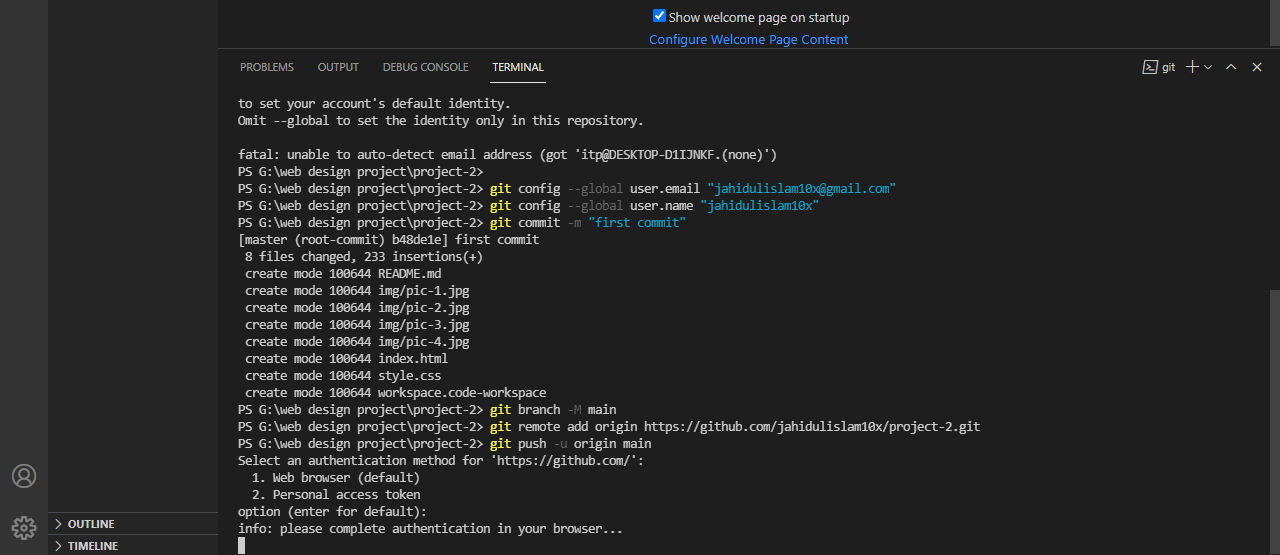 Show welcome page on startup
Configure Welcome Page Content
PROBLEMS OUTPUT DEBUG CONSOLE TERMINAL git
to set your account's default identity.
Omit --global to set the identity only in this repository.
fatal: unable to auto-detect email address (got 'itp@DESKTOP-D1IJNKF.(none)')
PS G:\web design project\project-2>
PS G:\web design project\project-2> git config --global user.email "jahidulislam10x@gmail.com"
PS G:\web design project\project-2> git config --global user.name "jahidulislam10x"
PS G:\web design project\project-2> git commit -m "first commit"
[master (root-commit) b48de1e] first commit
8 files changed, 233 insertions(+)
create mode 100644 README.md
create mode 100644 img/pic-1.jpg
create mode 100644 img/pic-2.jpg
create mode 100644 img/pic-3.jpg
create mode 100644 img/pic-4.jpg
create mode 100644 index.html
create mode 100644 style.css
create mode 100644 workspace.code-workspace
PS G:\web design project\project-2> git branch -M main
PS G:\web design project\project-2> git remote add origin https://github.com/jahidulislam10x/project-2.git
PS G:\web design project\project-2> git push -u origin main
Select an authentication method for 'https://github.com/':
1. Web browser (default)
2. Personal access token
option (enter for default):
info: please complete authentication in your browser...
OUTLINE
TIMELINE